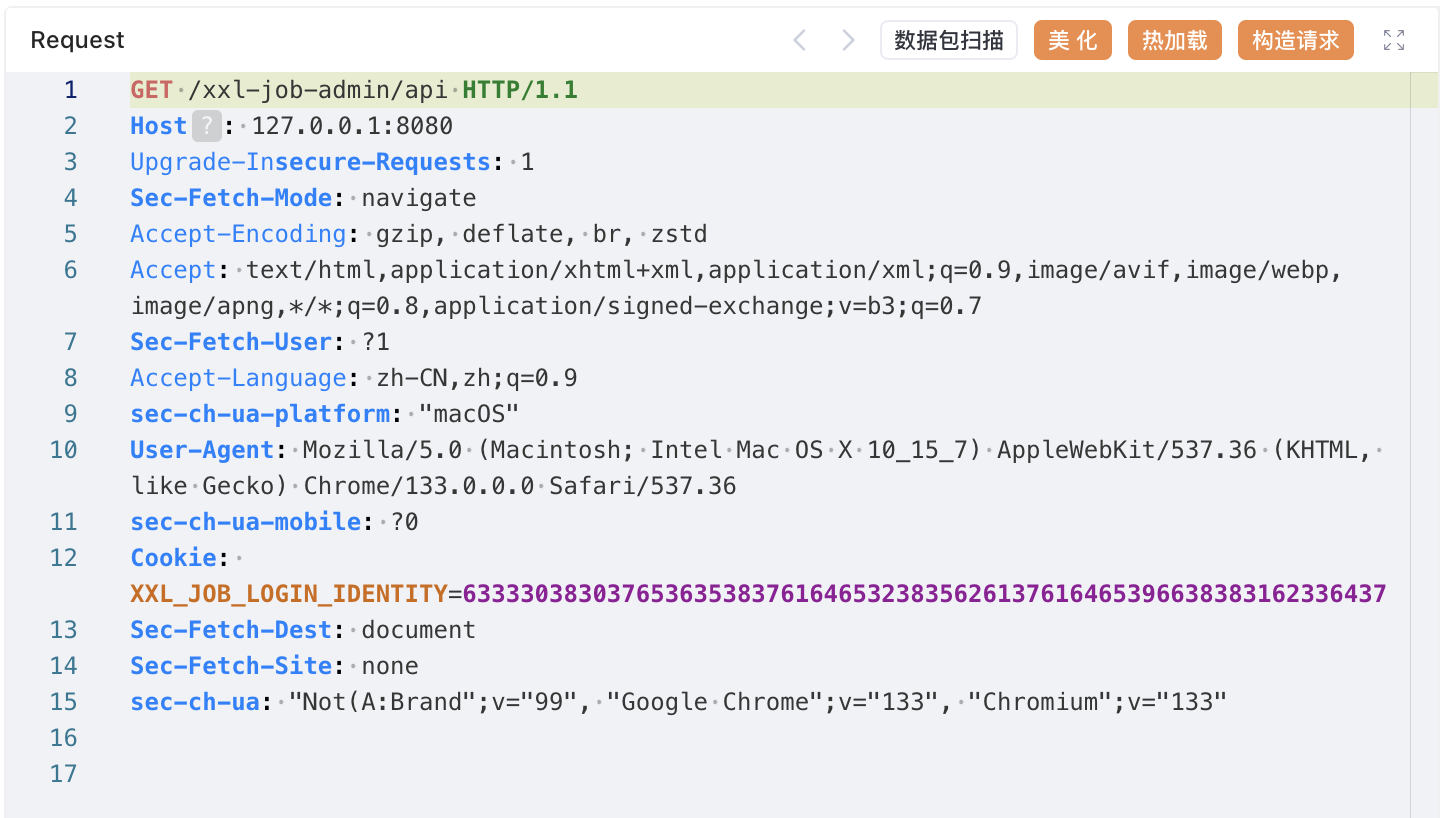 Request
数据包扫描
美 化
热加载
构造请求
1 GET /xxl-job-admin/api HTTP/1.1
2 Host ? : 127.0.0.1:8080
3 Upgrade-Insecure-Requests: 1
4 Sec-Fetch-Mode: navigate
5 Accept-Encoding: gzip, deflate, br, zstd
6 Accept: text/html,application/xhtml+xml,application/xml;q=0.9,image/avif,image/webp,
image/apng,*/*;q=0.8,application/signed-exchange;v=b3;q=0.7
7 Sec-Fetch-User: ?1
8 Accept-Language: zh-CN,zh;q=0.9
9 sec-ch-ua-platform: "macOS"
10 User-Agent: Mozilla/5.0 (Macintosh; Intel Mac OS X 10_15_7) AppleWebKit/537.36 (KHTML,
like Gecko) Chrome/133.0.0.0 Safari/537.36
11 sec-ch-ua-mobile: ?0
12 Cookie:
XXL_JOB_LOGIN_IDENTITY=6333303830376536353837616465323835626137616465396638383162336437
13 Sec-Fetch-Dest: document
14 Sec-Fetch-Site: none
15 sec-ch-ua: "Not(A:Brand";v="99", "Google Chrome";v="133", "Chromium";v="133"
16
17